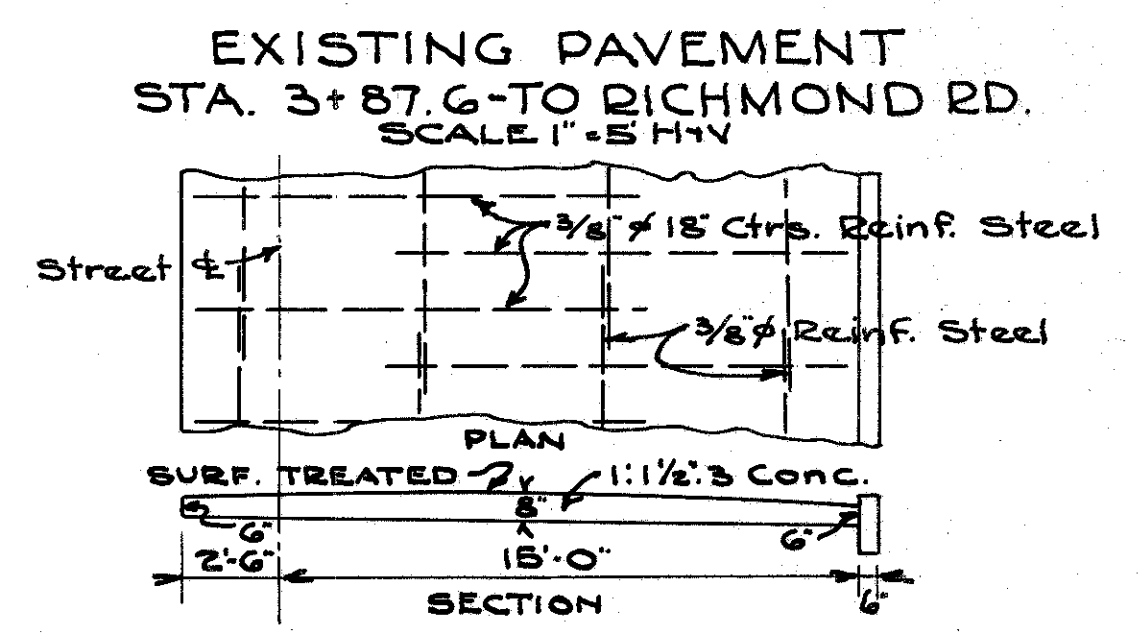 EXISTING PAVEMENT
STA. 3+87.6-TO RICHMOND RD.
SCALE 1" = 5' H+V
3/8" ⌀ 18" Ctrs. Reinf. Steel
Street ℄
3/8"⌀ Reinf. Steel
PLAN
SURF. TREATED
1:1½:3 Conc.
8"
6"
6"
2'-6"
15'-0"
6"
SECTION